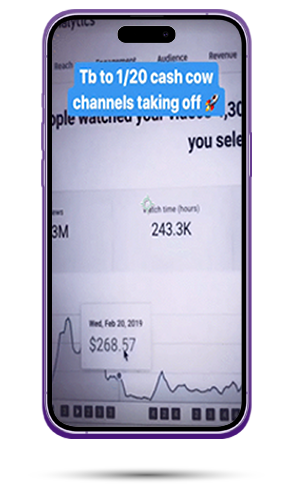 Analytics
Reach
Engagement
Audience
Revenue
Tb to 1/20 cash cow
channels taking off 🚀
ople watched your videos
,30
you sele
ews
Watch time (hours)
3M
243.3K
Wed, Feb 20, 2019
$268.57